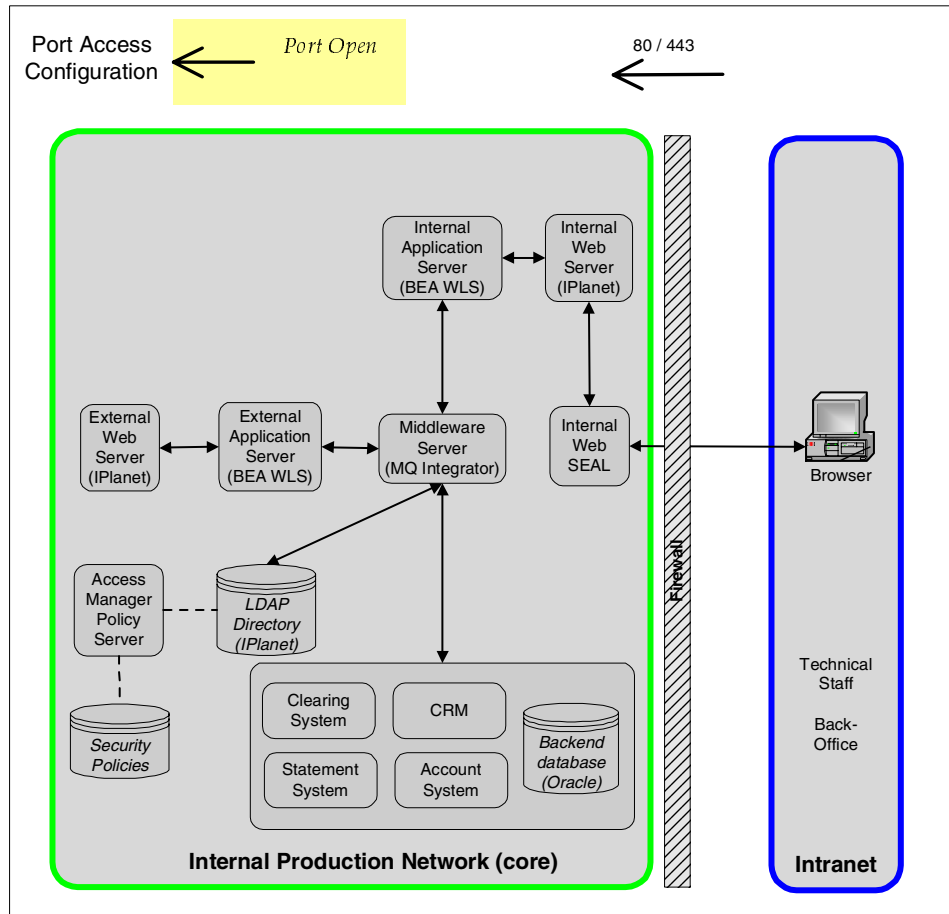 Port Access
Configuration
Port Open
80 / 443
Internal
Application
Server
(BEA WLS)
Internal
Web
Server
(IPlanet)
External
Web
Server
(IPlanet)
External
Application
Server
(BEA WLS)
Middleware
Server
(MQ Integrator)
Internal
Web
SEAL
Firewall
Browser
Access
Manager
Policy
Server
LDAP
Directory
(IPlanet)
Security
Policies
Clearing
System
CRM
Statement
System
Account
System
Backend
database
(Oracle)
Technical
Staff
Back-
Office
Internal Production Network (core)
Intranet